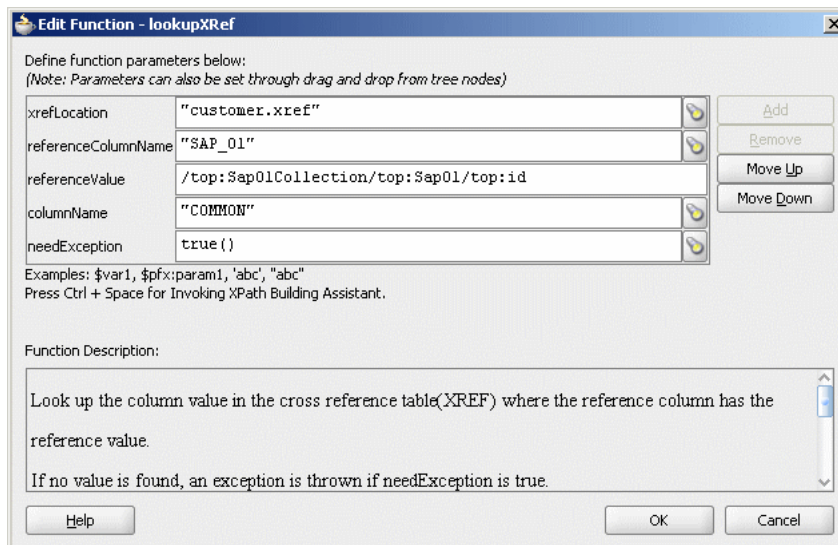 Edit Function - lookupXRef
Define function parameters below:
(Note: Parameters can also be set through drag and drop from tree nodes)
xrefLocation "customer.xref"
referenceColumnName "SAP_01"
referenceValue /top:Sap01Collection/top:Sap01/top:id
columnName "COMMON"
needException true()
Add
Remove
Move Up
Move Down
Examples: $var1, $pfx:param1, 'abc', "abc"
Press Ctrl + Space for Invoking XPath Building Assistant.
Function Description:
Look up the column value in the cross reference table(XREF) where the reference column has the
reference value.
If no value is found, an exception is thrown if needException is true.
Help
OK
Cancel